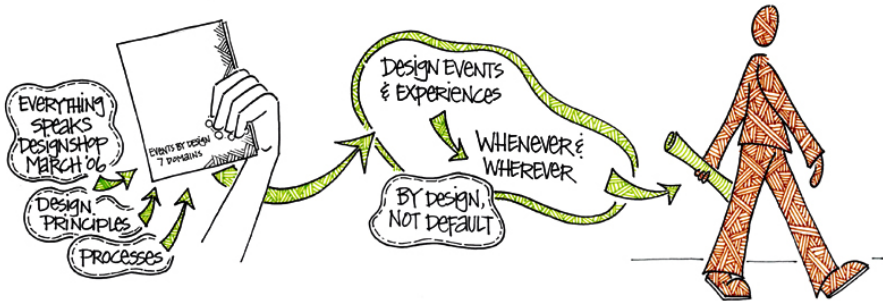 EVERYTHING
SPEAKS
DESIGNSHOP
MARCH '06
DESIGN
PRINCIPLES
PROCESSES
EVENTS BY DESIGN
7 DOMAINS
DESIGN EVENTS
& EXPERIENCES
WHENEVER &
WHEREVER
BY DESIGN,
NOT DEFAULT